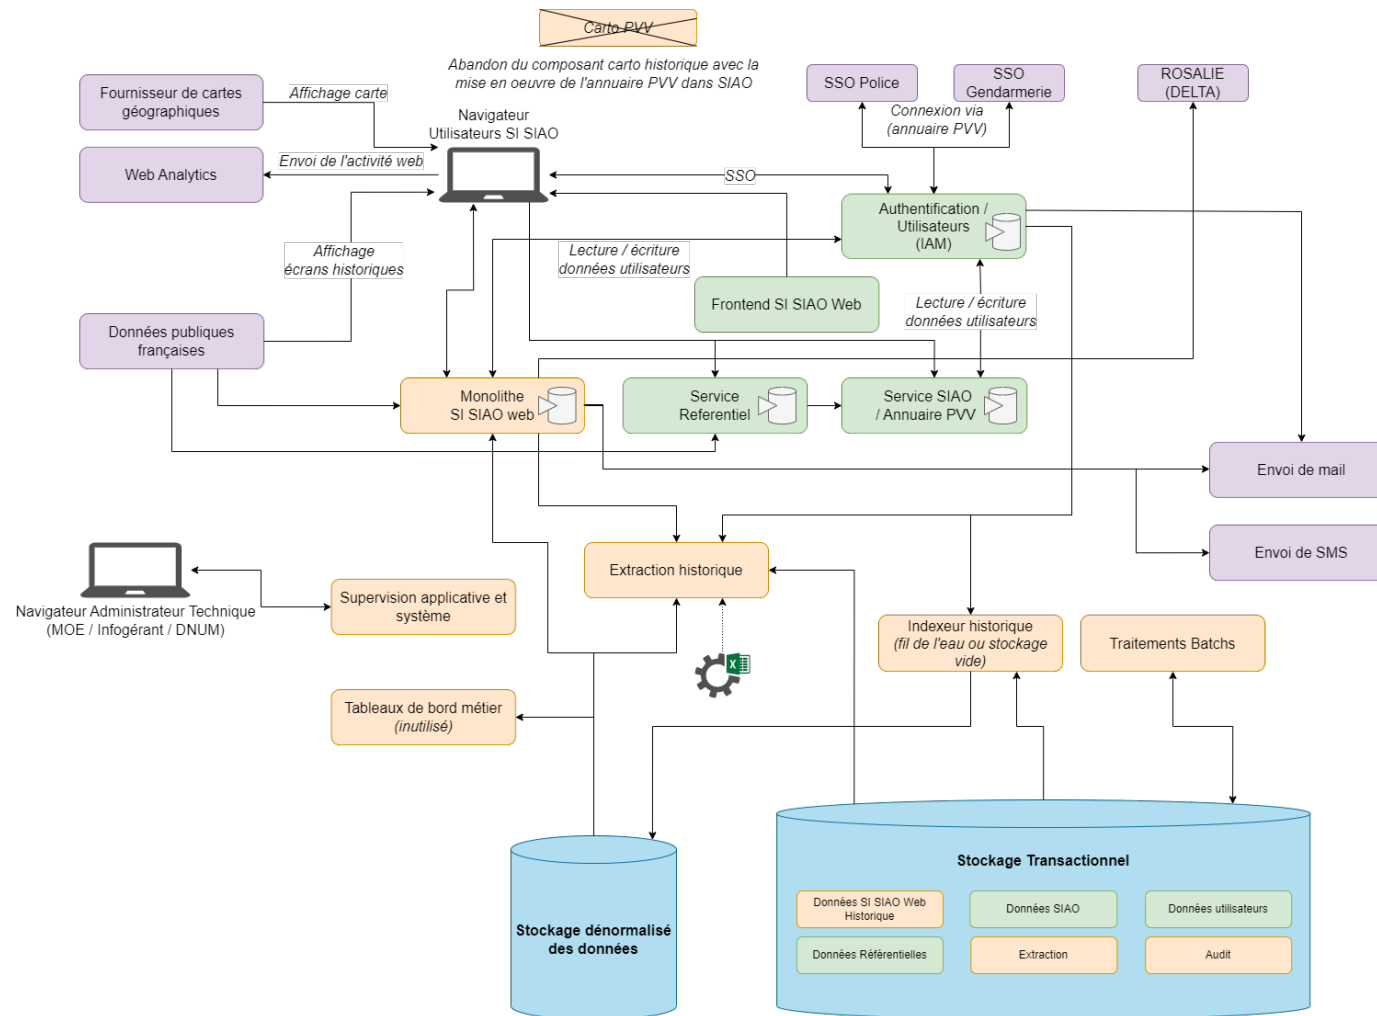 Carto PVV
Abandon du composant carto historique avec la
mise en oeuvre de l'annuaire PVV dans SIAO
Fournisseur de cartes
géographiques
Affichage carte
Navigateur
Utilisateurs SI SIAO
SSO Police
SSO
Gendarmerie
ROSALIE
(DELTA)
Connexion via
(annuaire PVV)
Web Analytics
Envoi de l'activité web
SSO
Authentification /
Utilisateurs
(IAM)
Affichage
écrans historiques
Lecture / écriture
données utilisateurs
Frontend SI SIAO Web
Lecture / écriture
données utilisateurs
Données publiques
françaises
Monolithe
SI SIAO web
Service
Referentiel
Service SIAO
/ Annuaire PVV
Envoi de mail
Envoi de SMS
Extraction historique
Navigateur Administrateur Technique
(MOE / Infogérant / DNUM)
Supervision applicative et
système
Indexeur historique
(fil de l'eau ou stockage
vide)
Traitements Batchs
X
Tableaux de bord métier
(inutilisé)
Stockage dénormalisé
des données
Stockage Transactionnel
Données SI SIAO Web
Historique
Données SIAO
Données utilisateurs
Données Référentielles
Extraction
Audit